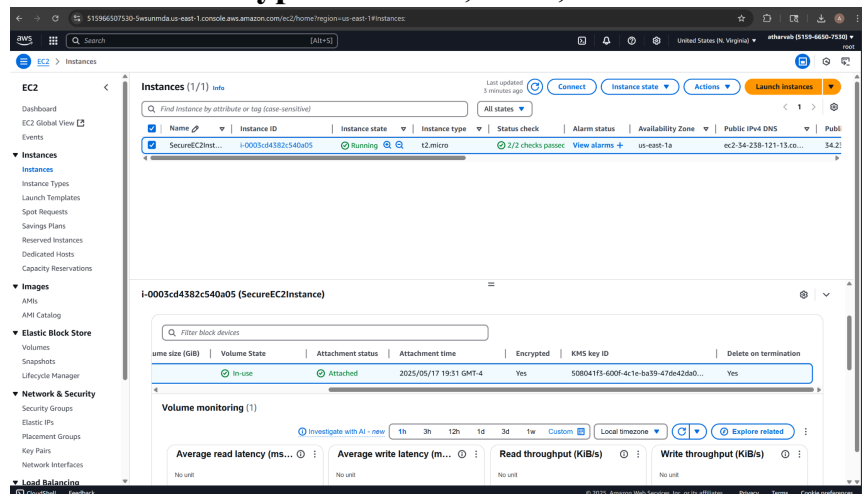 515966507530-5wsunmda.us-east-1.console.aws.amazon.com/ec2/home?region=us-east-1#Instances:
aws
Search
[Alt+S]
United States (N. Virginia) ▼
atharvab (5159-6650-7530) ▼
root
EC2 > Instances
EC2
Dashboard
EC2 Global View
Events
▼ Instances
Instances
Instance Types
Launch Templates
Spot Requests
Savings Plans
Reserved Instances
Dedicated Hosts
Capacity Reservations
▼ Images
AMIs
AMI Catalog
▼ Elastic Block Store
Volumes
Snapshots
Lifecycle Manager
▼ Network & Security
Security Groups
Elastic IPs
Placement Groups
Key Pairs
Network Interfaces
▼ Load Balancing
Instances (1/1) Info
Last updated
3 minutes ago
Connect
Instance state ▼
Actions ▼
Launch instances
Find Instance by attribute or tag (case-sensitive)
All states ▼
1
Name
Instance ID
Instance state
Instance type
Status check
Alarm status
Availability Zone
Public IPv4 DNS
Publ
SecureEC2Inst...
i-0003cd4382c540a05
Running
t2.micro
2/2 checks passec
View alarms +
us-east-1a
ec2-34-238-121-13.co...
34.23
i-0003cd4382c540a05 (SecureEC2Instance)
Filter block devices
ume size (GiB)
Volume State
Attachment status
Attachment time
Encrypted
KMS key ID
Delete on termination
In-use
Attached
2025/05/17 19:31 GMT-4
Yes
508041f3-600f-4c1e-ba39-47de42da0...
Yes
Volume monitoring (1)
Investigate with AI - new
1h
3h
12h
1d
3d
1w
Custom
Local timezone ▼
Explore related
Average read latency (ms...
No unit
Average write latency (m...
No unit
Read throughput (KiB/s)
No unit
Write throughput (KiB/s)
No unit
CloudShell
Feedback
© 2025, Amazon Web Services, Inc. or its affiliates.
Privacy
Terms
Cookie preferences